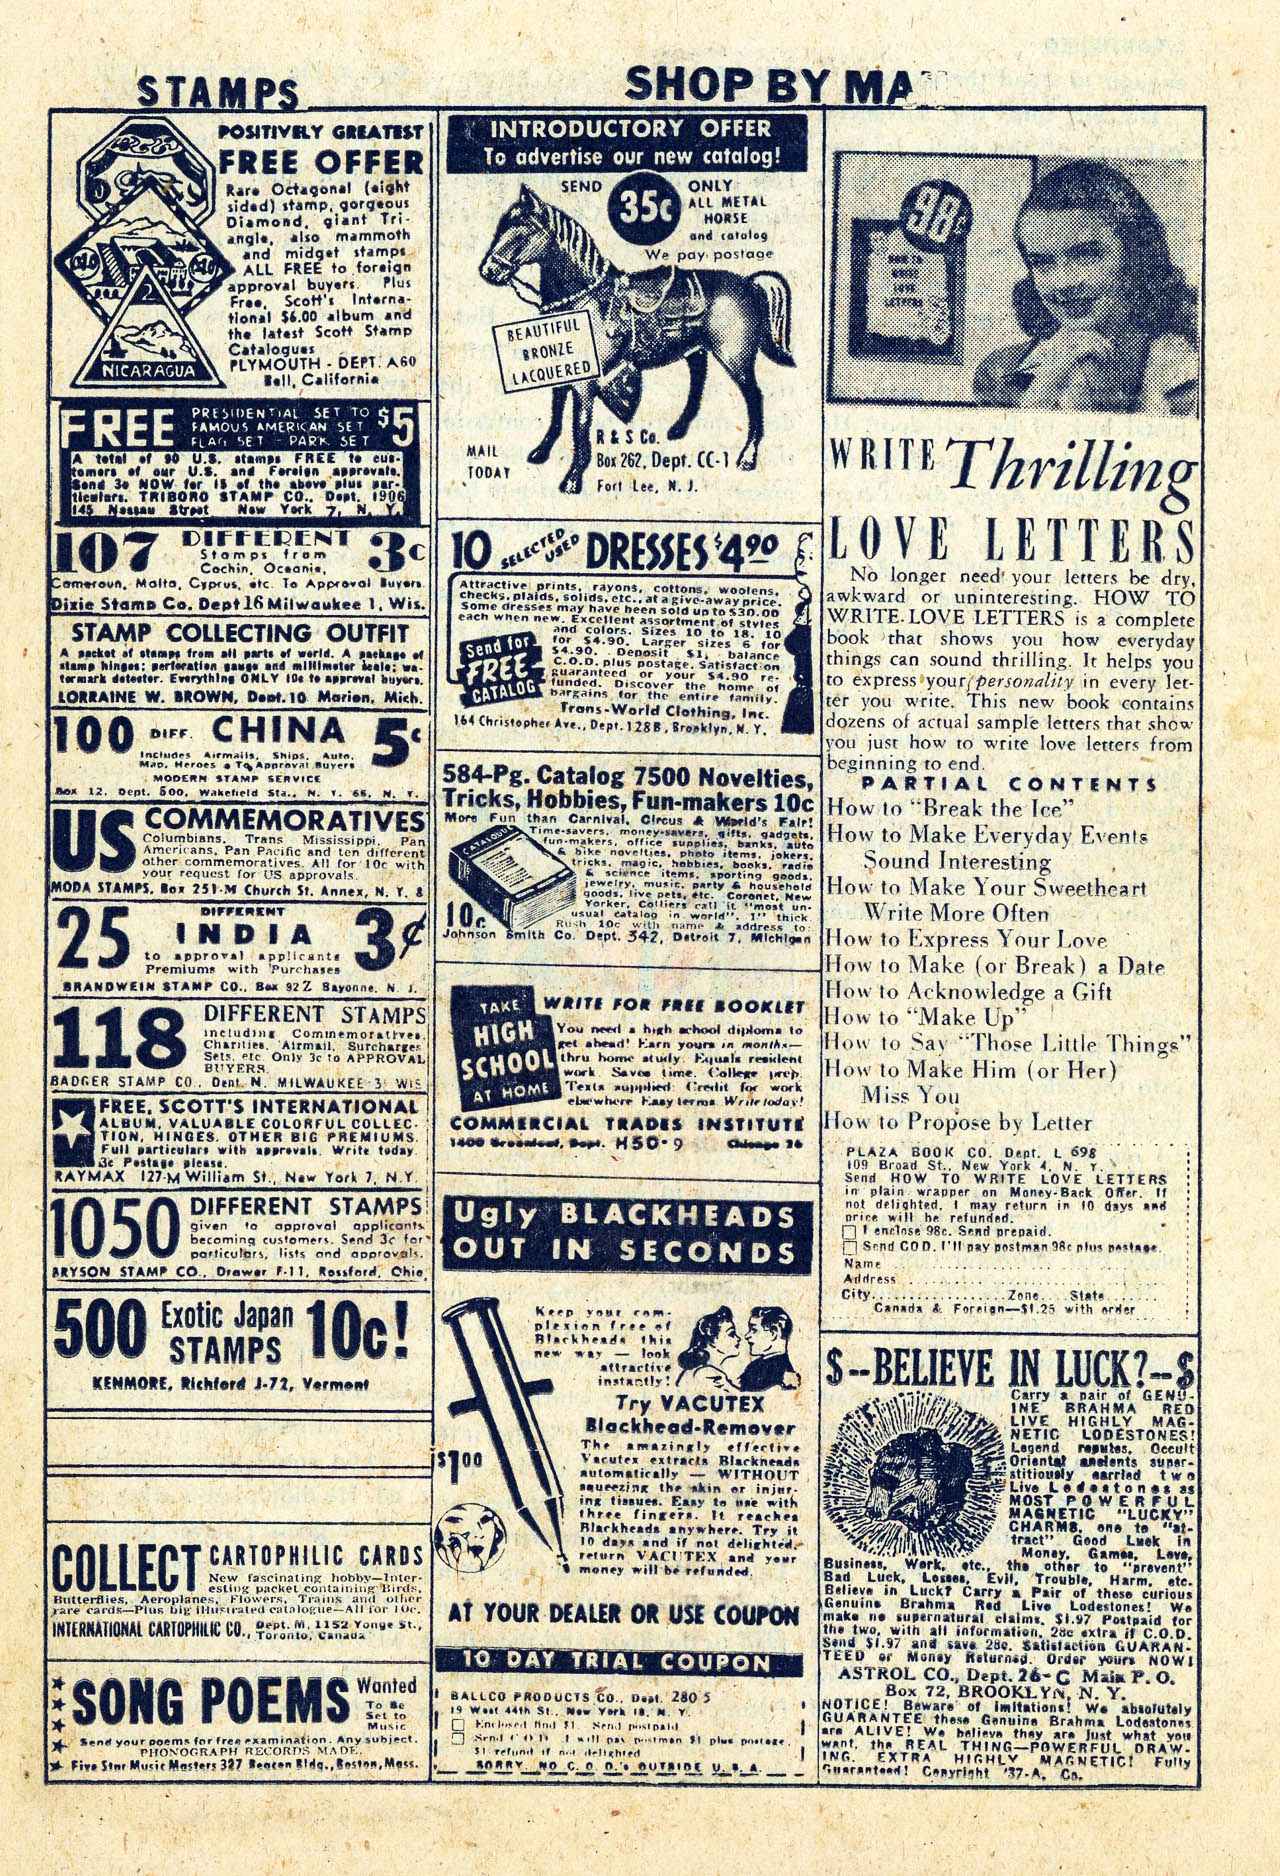 STAMPS
POSITIVELY GREATEST
FREE OFFER
Rare Octagonal (eight
sided) stamp, gorgeous
Diamond, giant Tri-
angle, also mammoth
and midget stamps
ALL FREE to foreign
approval buyers. Plus
Free, Scott's Interna-
tional $6.00 album and
the latest Scott Stamp
Catalogues
PLYMOUTH - DEPT. A60
Bell, California
NICARAGUA
FREE
PRESIDENTIAL SET TO $5
FAMOUS AMERICAN SET
FLAG SET - PARK SET
A total of 90 U.S. stamps FREE to cus-
tomers of our U.S. and Foreign approvals.
Send 3c NOW for 15 of the above plus par-
ticulars. TRIBORO STAMP CO., Dept. 1906
145 Nassau Street New York 7, N. Y.
107 DIFFERENT 3c
Stamps from
Cochin, Oceania,
Cameroun, Malta, Cyprus, etc. To Approval Buyers.
Dixie Stamp Co. Dept 16 Milwaukee 1, Wis.
STAMP COLLECTING OUTFIT
A packet of stamps from all parts of world. A package of
stamp hinges; perforation gauge and millimeter scale; wa-
termark detector. Everything ONLY 10c to approval buyers.
LORRAINE W. BROWN, Dept. 10 Marion, Mich.
100 DIFF. CHINA 5c
Includes Airmails, Ships, Auto,
Map, Heroes. To Approval Buyers
MODERN STAMP SERVICE
Box 12, Dept. 500, Wakefield Sta., N. Y. 66, N. Y.
US COMMEMORATIVES
Columbians, Trans Mississippi, Pan
Americans, Pan Pacific and ten different
other commemoratives. All for 10c with
your request for US approvals.
MODA STAMPS, Box 251-M Church St. Annex, N. Y. 8
25 DIFFERENT
INDIA 3¢
to approval applicants
Premiums with Purchases
BRANDWEIN STAMP CO., Box 92Z Bayonne, N. J.
118 DIFFERENT STAMPS
including Commemoratives,
Charities, Airmail, Surcharges
Sets, etc. Only 3c to APPROVAL
BUYERS.
BADGER STAMP CO., Dept. N, MILWAUKEE 3, WIS.
FREE, SCOTT'S INTERNATIONAL
ALBUM, VALUABLE COLORFUL COLLEC-
TION, HINGES, OTHER BIG PREMIUMS.
Full particulars with approvals. Write today.
3c Postage please.
RAYMAX 127-M William St., New York 7, N.Y.
1050 DIFFERENT STAMPS
given to approval applicants
becoming customers. Send 3c for
particulars, lists and approvals.
BRYSON STAMP CO., Drawer F-11, Rossford, Ohio
500 Exotic Japan
STAMPS 10c!
KENMORE, Richford J-72, Vermont
COLLECT CARTOPHILIC CARDS
New fascinating hobby—Inter-
esting packet containing Birds,
Butterflies, Aeroplanes, Flowers, Trains and other
rare cards—Plus big illustrated catalogue—All for 10c.
INTERNATIONAL CARTOPHILIC CO., Dept. M, 1152 Yonge St.,
Toronto, Canada
SONG POEMS Wanted
To Be
Set to
Music
Send your poems for free examination. Any subject.
PHONOGRAPH RECORDS MADE.
Five Star Music Masters 327 Beacon Bldg., Boston, Mass.
SHOP BY MA
INTRODUCTORY OFFER
To advertise our new catalog!
SEND 35c ONLY
ALL METAL
HORSE
and catalog
We pay postage
BEAUTIFUL
BRONZE
LACQUERED
MAIL
TODAY
R & S Co.
Box 262, Dept. CC-1
Fort Lee, N. J.
10 SELECTED USED DRESSES $4.90
Attractive prints, rayons, cottons, woolens,
checks, plaids, solids, etc., at a give-away price.
Some dresses may have been sold up to $30.00
each when new. Excellent assortment of styles
and colors. Sizes 10 to 18. 10
for $4.90. Larger sizes 6 for
$4.90. Deposit $1, balance
C.O.D. plus postage. Satisfaction
guaranteed or your $4.90 re-
funded. Discover the home of
bargains for the entire family.
Send for
FREE
CATALOG
Trans-World Clothing, Inc.
164 Christopher Ave., Dept. 128B, Brooklyn, N. Y.
584-Pg. Catalog 7500 Novelties,
Tricks, Hobbies, Fun-makers 10c
More Fun than Carnival, Circus & World's Fair!
Time-savers, money-savers, gifts, gadgets,
fun-makers, office supplies, banks, auto
& bike novelties, photo items, jokers,
tricks, magic, hobbies, books, radio
& science items, sporting goods,
jewelry, music, party & household
goods, live pets, etc. Coronet, New
Yorker, Colliers call it "most un-
usual catalog in world". 1" thick.
Rush 10c with name & address to:
CATALOGUE
10c
Johnson Smith Co. Dept. 342, Detroit 7, Michigan
TAKE
HIGH
SCHOOL
AT HOME
WRITE FOR FREE BOOKLET
You need a high school diploma to
get ahead! Earn yours in months—
thru home study. Equals resident
work. Saves time. College prep.
Texts supplied. Credit for work
elsewhere. Easy terms. Write today!
COMMERCIAL TRADES INSTITUTE
1400 Greenleaf, Dept. H50-9 Chicago 26
Ugly BLACKHEADS
OUT IN SECONDS
Keep your com-
plexion free of
Blackheads this
new way — look
attractive
instantly!
Try VACUTEX
Blackhead-Remover
$1.00
The amazingly effective
Vacutex extracts Blackheads
automatically — WITHOUT
squeezing the skin or injur-
ing tissues. Easy to use with
three fingers. It reaches
Blackheads anywhere. Try it
10 days and if not delighted,
return VACUTEX and your
money will be refunded.
AT YOUR DEALER OR USE COUPON
10 DAY TRIAL COUPON
BALLCO PRODUCTS CO., Dept. 2805
19 West 44th St., New York 18, N. Y.
Enclosed find $1. Send postpaid.
Send C.O.D. I will pay postman $1 plus postage.
$1 refund if not delighted
SORRY, NO C.O.D.'s OUTSIDE U.S.A.
98c
HOW TO
WRITE
LOVE
LETTERS
WRITE Thrilling
LOVE LETTERS
No longer need your letters be dry,
awkward or uninteresting. HOW TO
WRITE LOVE LETTERS is a complete
book that shows you how everyday
things can sound thrilling. It helps you
to express your personality in every let-
ter you write. This new book contains
dozens of actual sample letters that show
you just how to write love letters from
beginning to end.
PARTIAL CONTENTS
How to "Break the Ice"
How to Make Everyday Events
Sound Interesting
How to Make Your Sweetheart
Write More Often
How to Express Your Love
How to Make (or Break) a Date
How to Acknowledge a Gift
How to "Make Up"
How to Say "Those Little Things"
How to Make Him (or Her)
Miss You
How to Propose by Letter
PLAZA BOOK CO. Dept. L 698
109 Broad St., New York 4, N. Y.
Send HOW TO WRITE LOVE LETTERS
in plain wrapper on Money-Back Offer. If
not delighted, I may return in 10 days and
price will be refunded.
I enclose 98c. Send prepaid.
Send COD. I'll pay postman 98c plus postage.
Name
Address
City Zone State
Canada & Foreign—$1.25 with order
$--BELIEVE IN LUCK?--$
Carry a pair of GENU-
INE BRAHMA RED
LIVE HIGHLY MAG-
NETIC LODESTONES!
Legend reputes, Occult
Oriental ancients super-
stitiously carried two
Live Lodestones as
MOST POWERFUL
MAGNETIC "LUCKY"
CHARMS, one to "at-
tract" Good Luck in
Money, Games, Love,
Business, Work, etc., the other to "prevent"
Bad Luck, Losses, Evil, Trouble, Harm, etc.
Believe in Luck? Carry a Pair of these curious
Genuine Brahma Red Live Lodestones! We
make no supernatural claims. $1.97 Postpaid for
the two, with all information. 28c extra if C.O.D.
Send $1.97 and save 28c. Satisfaction GUARAN-
TEED or Money Returned. Order yours NOW!
ASTROL CO., Dept. 26-C Main P. O.
Box 72, BROOKLYN, N. Y.
NOTICE! Beware of imitations! We absolutely
GUARANTEE these Genuine Brahma Lodestones
are ALIVE! We believe they are just what you
want, the REAL THING—POWERFUL DRAW-
ING, EXTRA HIGHLY MAGNETIC! Fully
Guaranteed! Copyright '37-A. Co.